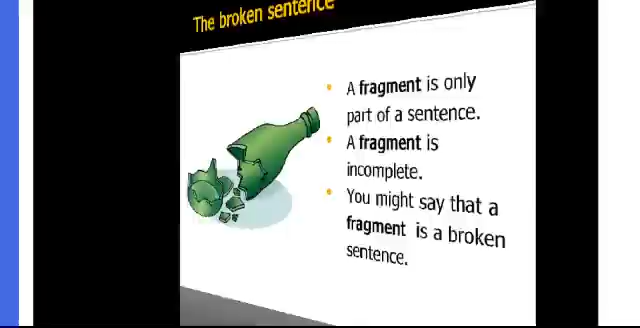 The broken sentence
A fragment is only
part of a sentence.
A fragment is
incomplete.
You might say that a
fragment is a broken
sentence.